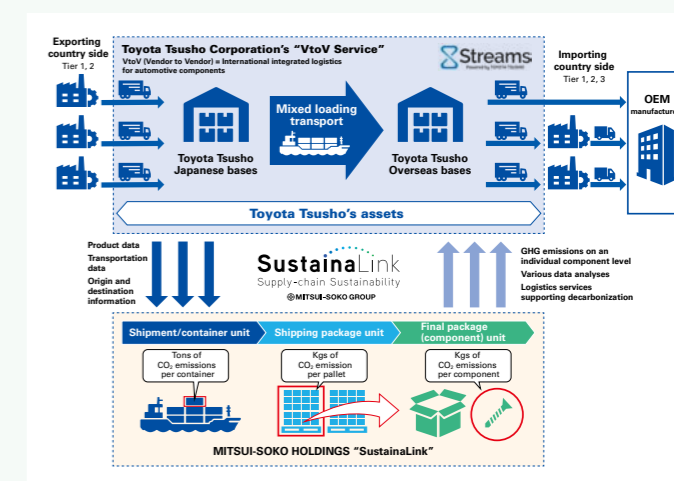 Exporting
country side
Tier 1, 2
Toyota Tsusho Corporation's “VtoV Service”
VtoV (Vendor to Vendor) = International integrated logistics
for automotive components
Streams
Powered by TOYOTA TSUSHO
Importing
country side
Tier 1, 2, 3
OEM
manufacturer
Mixed loading
transport
Toyota Tsusho
Japanese bases
Toyota Tsusho
Overseas bases
Toyota Tsusho's assets
Product data
Transportation
data
Origin and
destination
information
SustainaLink
Supply-chain Sustainability
MITSUI-SOKO GROUP
GHG emissions on an
individual component level
Various data analyses
Logistics services
supporting decarbonization
Shipment/container unit
Shipping package unit
Final package
(component) unit
Tons of
CO₂ emissions
per container
Kgs of
CO₂ emission
per pallet
Kgs of
CO₂ emissions
per component
MITSUI-SOKO HOLDINGS “SustainaLink”